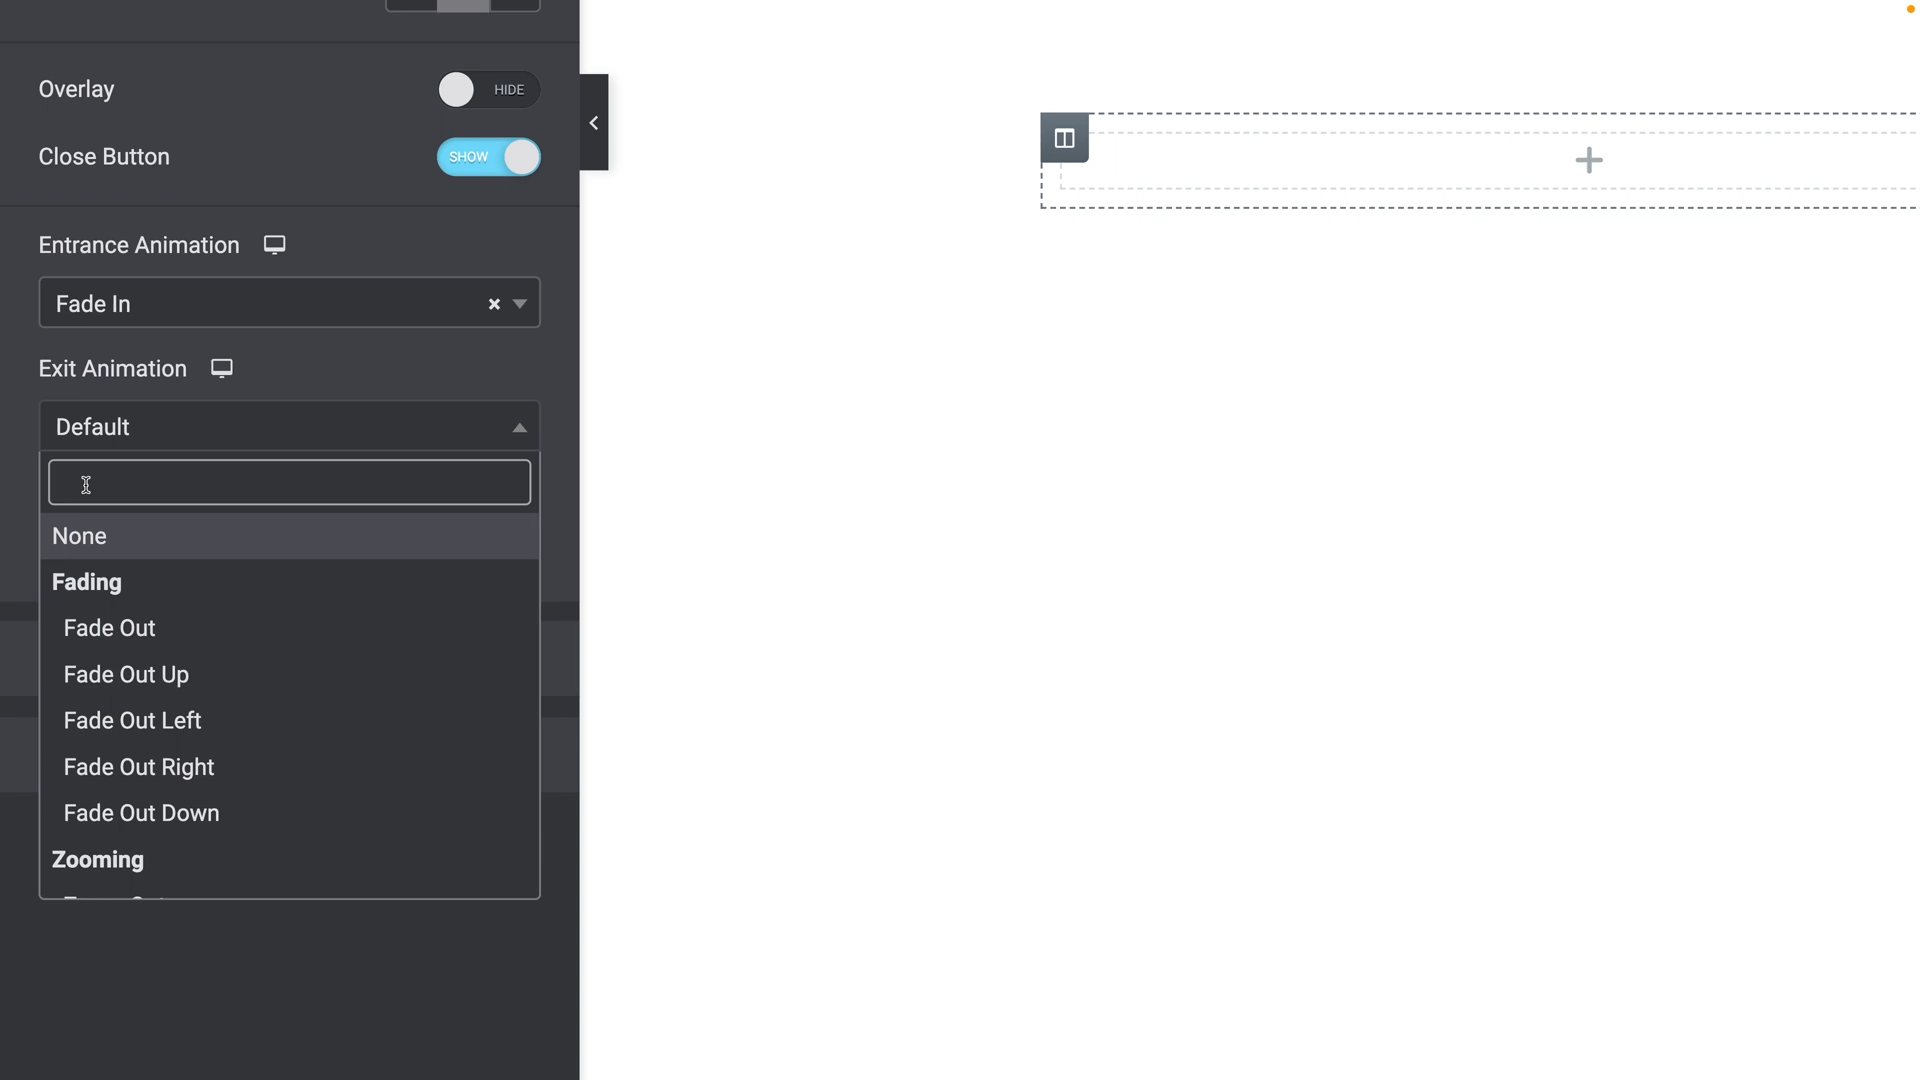 Overlay
HIDE
Close Button
SHOW
Entrance Animation
Fade In
Exit Animation
Default
None
Fading
Fade Out
Fade Out Up
Fade Out Left
Fade Out Right
Fade Out Down
Zooming